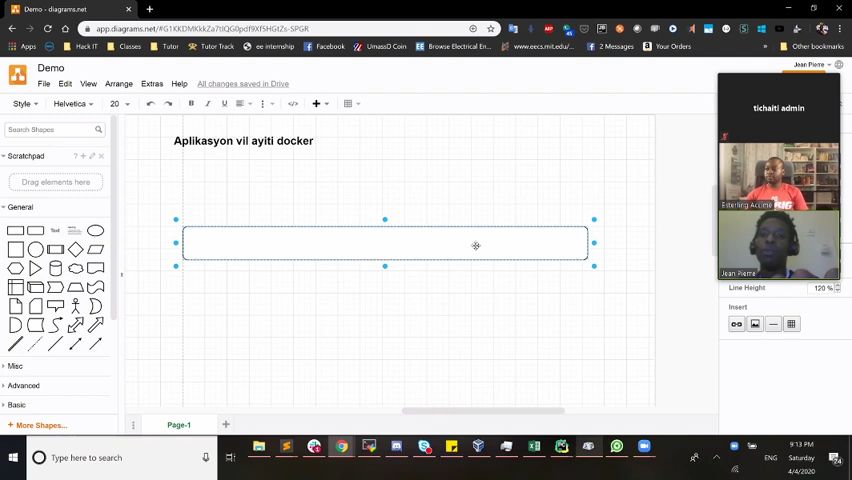 Demo - diagrams.net
app.diagrams.net/#G1KKDMKkkZa7tIQG0pdf9Xf5HGtZs-SPGR
Apps
Hack IT
Classes
Tutor
Tutor Track
ee internship
Facebook
UmassD Coin
Browse Electrical En...
www.eecs.mit.edu/...
2 Messages
Your Orders
Other bookmarks
Demo
Jean Pierre
File Edit View Arrange Extras Help All changes saved in Drive
Style
Helvetica
20
B I U
Search Shapes
Scratchpad
Drag elements here
General
Text
Misc
Advanced
Basic
+ More Shapes...
Aplikasyon vil ayiti docker
Page-1
tichaiti admin
Esterling Accime
Jean Pierre
Line Height
120 %
Insert
Type here to search
ENG
9:13 PM
Saturday
4/4/2020
24